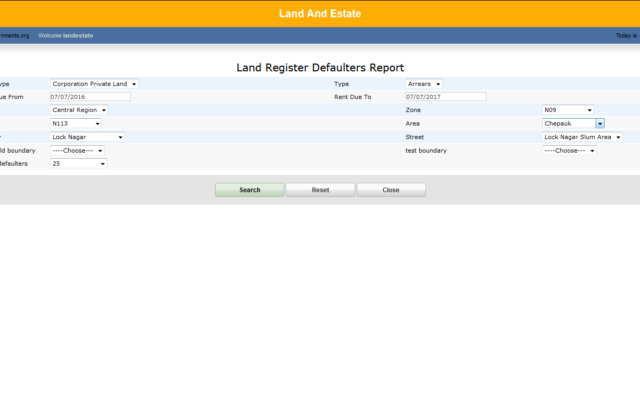 Land And Estate
rnments.org Welcome landestate Today is:
Land Register Defaulters Report
ype Corporation Private Land Type Arrears
ue From 07/07/2016 Rent Due To 07/07/2017
Central Region Zone N09
N113 Area Chepauk
Lock Nagar Street Lock Nagar Slum Area
ld boundary ----Choose--- test boundary ----Choose---
defaulters 25
Search Reset Close